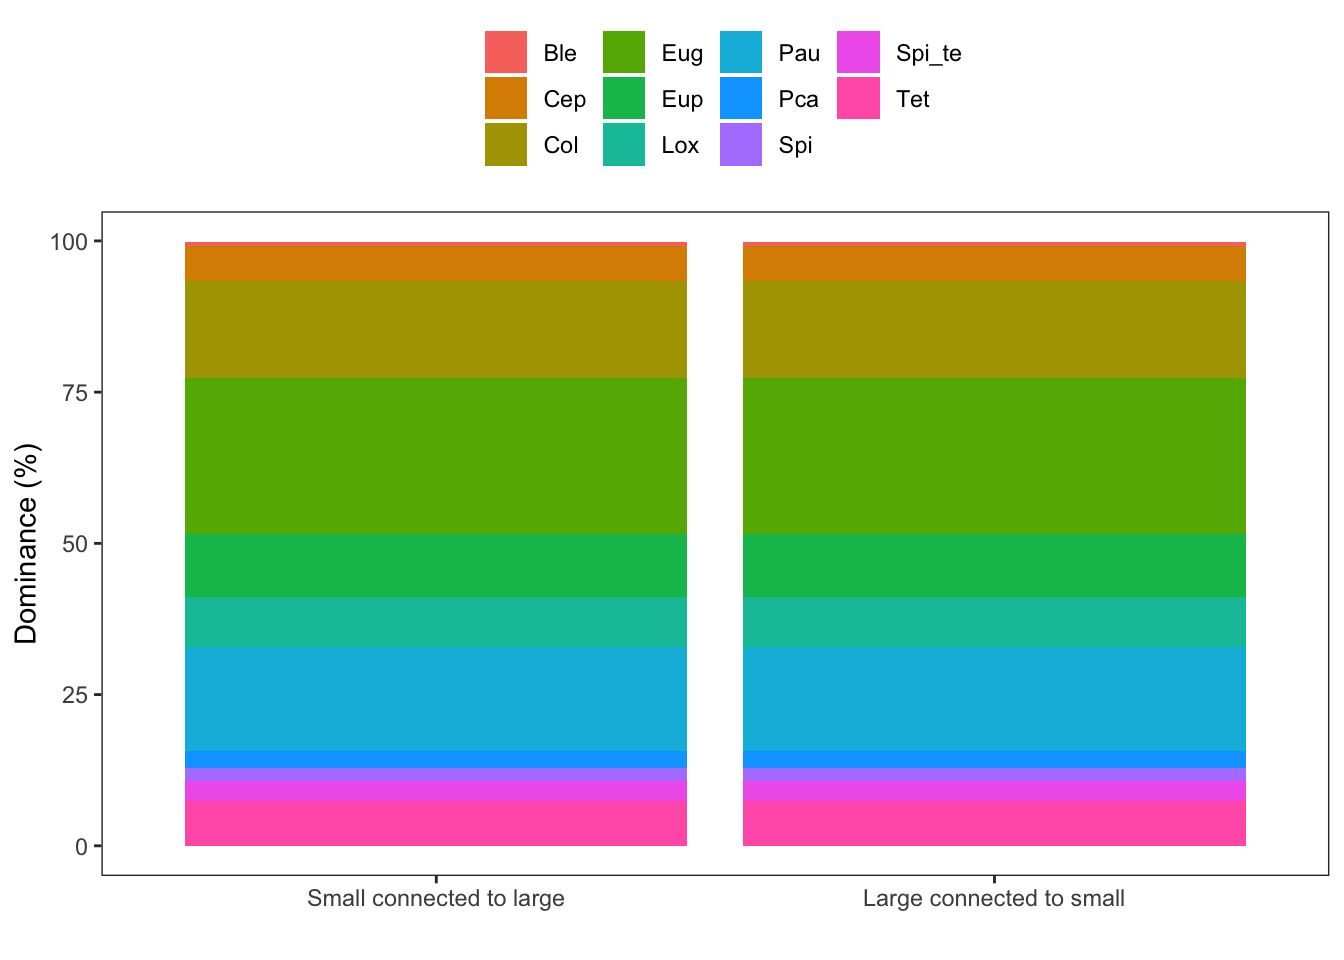 Ble Eug Pau Spi_te
Cep Eup Pca Tet
Col Lox Spi
100
75
50
25
0
Dominance (%)
Small connected to large Large connected to small